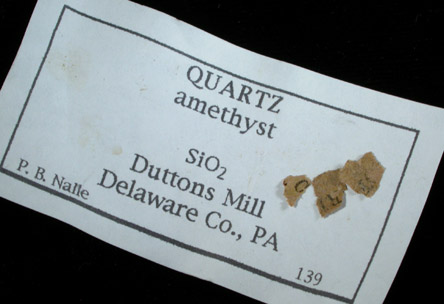 QUARTZ
amethyst
SiO₂
Duttons Mill
Delaware Co., PA
P. B. Nalle
139